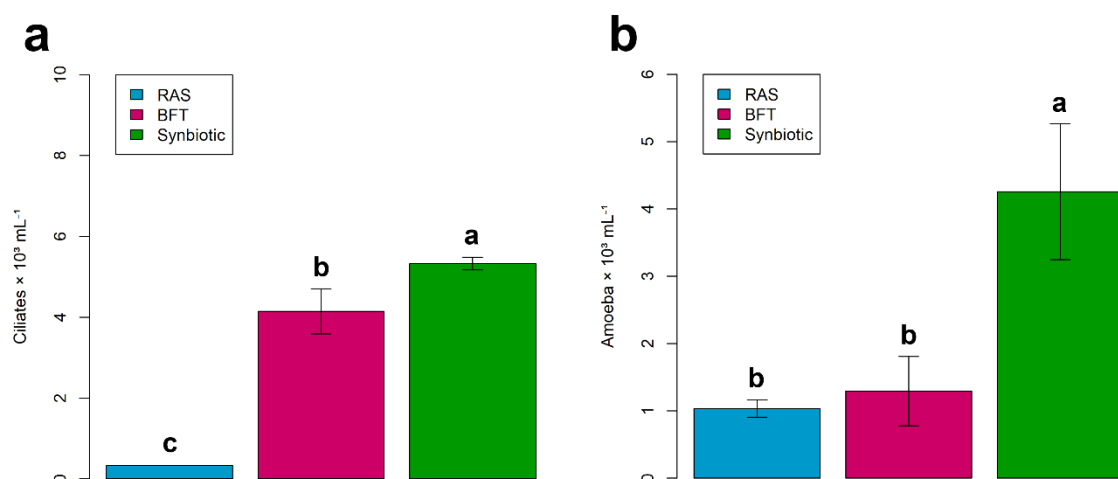 a
RAS
BFT
Synbiotic
10
8
6
4
2
0
Ciliates × 10³ mL⁻¹
c
b
a
b
RAS
BFT
Synbiotic
6
5
4
3
2
1
0
Amoeba × 10³ mL⁻¹
b
b
a